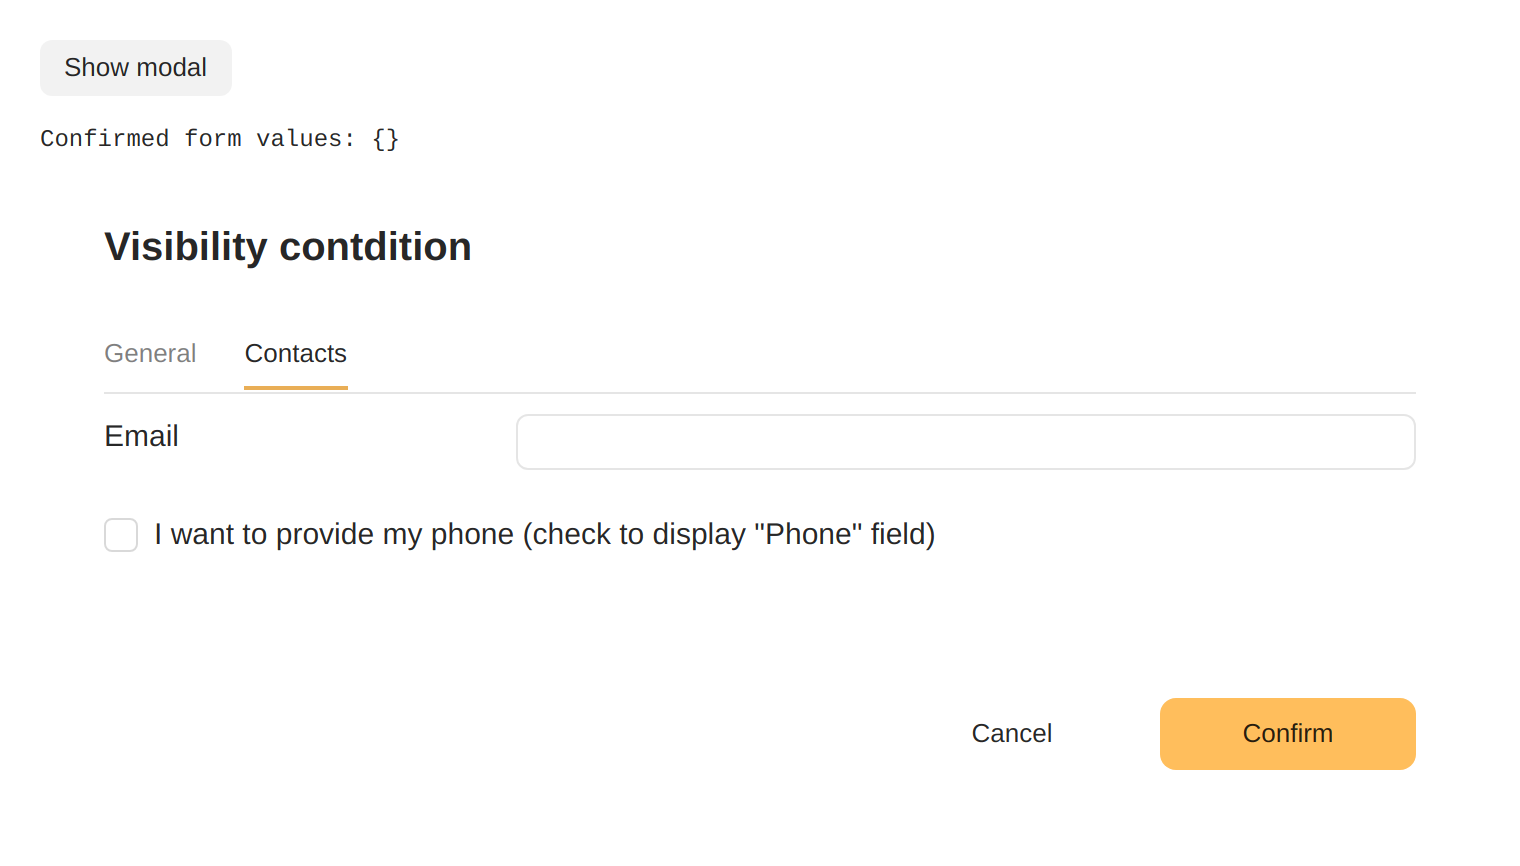 Show modal
Confirmed form values: {}
Visibility contdition
General Contacts
Email
I want to provide my phone (check to display "Phone" field)
Cancel Confirm